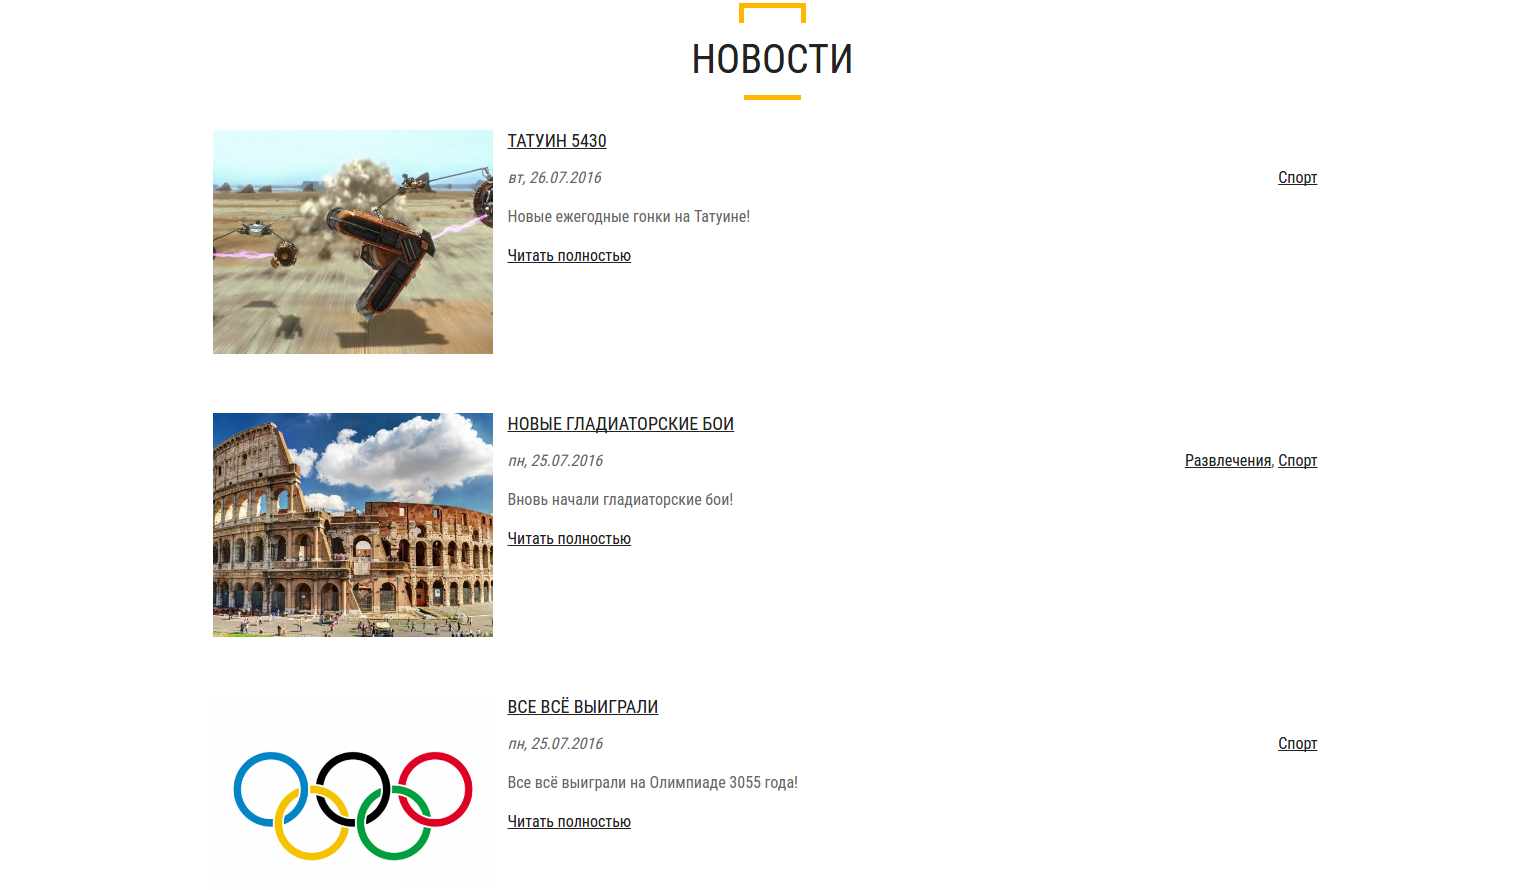 НОВОСТИ
ТАТУИН 5430
вт, 26.07.2016
Спорт
Новые ежегодные гонки на Татуине!
Читать полностью
НОВЫЕ ГЛАДИАТОРСКИЕ БОИ
пн, 25.07.2016
Развлечения, Спорт
Вновь начали гладиаторские бои!
Читать полностью
ВСЕ ВСЁ ВЫИГРАЛИ
пн, 25.07.2016
Спорт
Все всё выиграли на Олимпиаде 3055 года!
Читать полностью